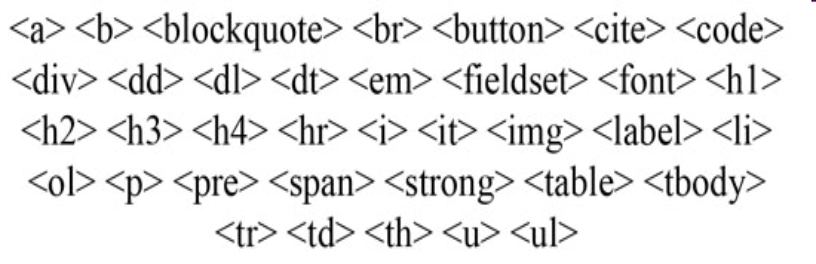 <a> <b> <blockquote> <br> <button> <cite> <code>
<div> <dd> <dl> <dt> <em> <fieldset> <font> <h1>
<h2> <h3> <h4> <hr> <i> <it> <img> <label> <li>
<ol> <p> <pre> <span> <strong> <table> <tbody>
<tr> <td> <th> <u> <ul>